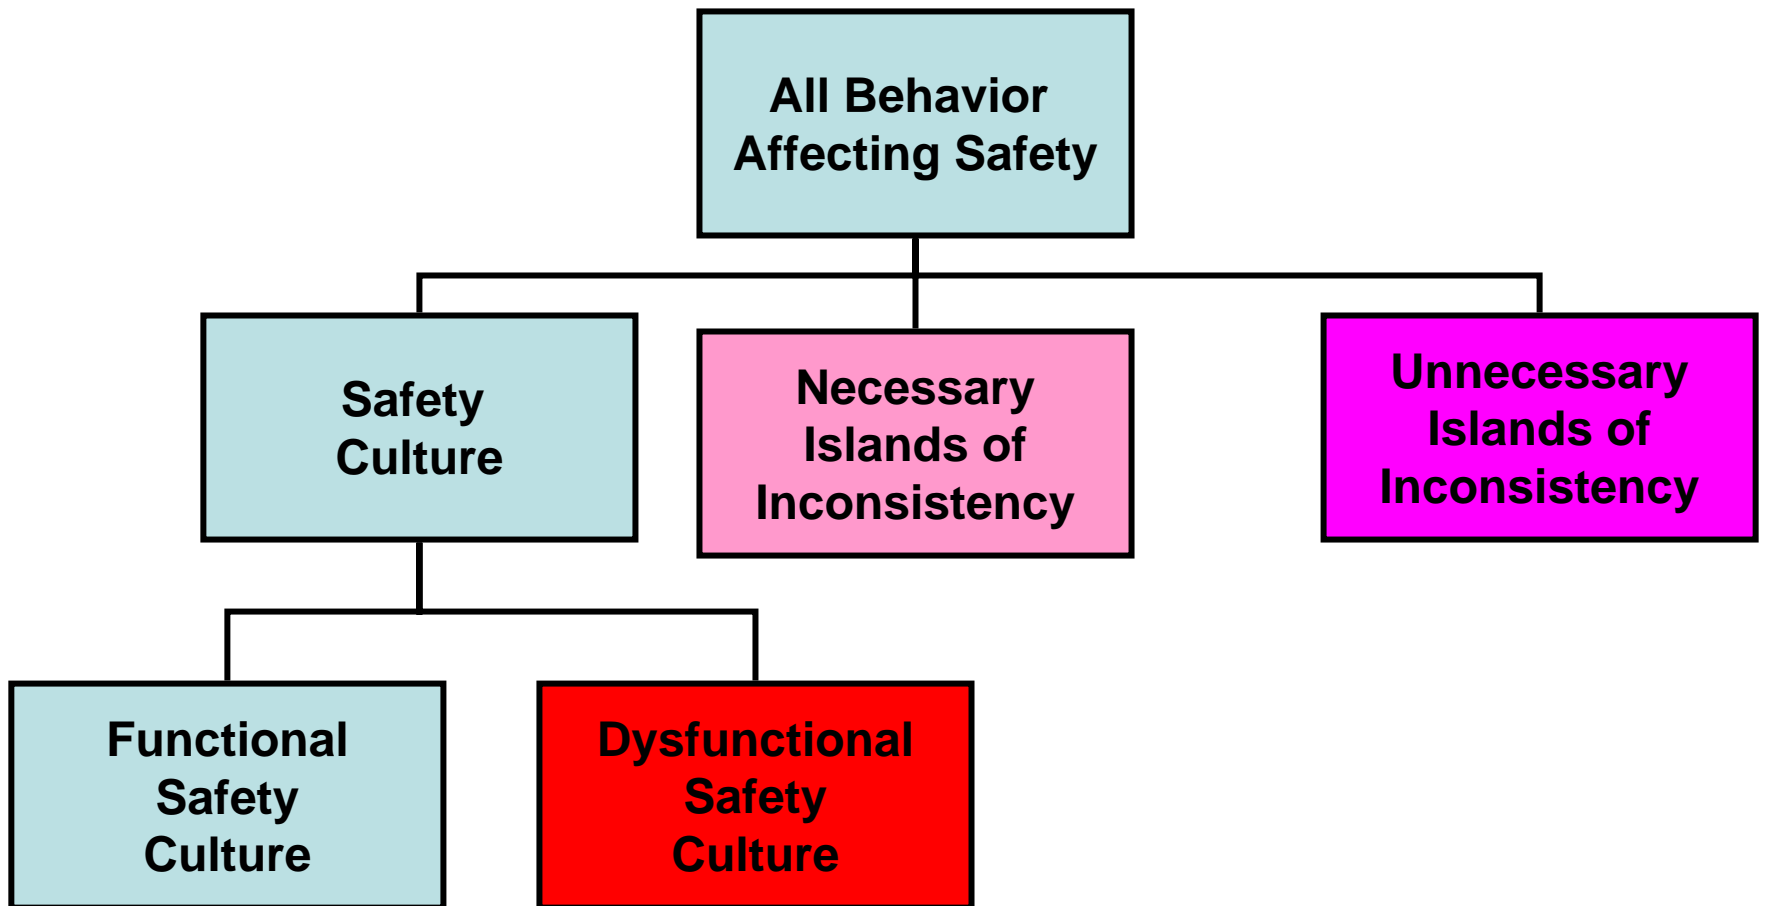 All Behavior
Affecting Safety
Safety
Culture
Necessary
Islands of
Inconsistency
Unnecessary
Islands of
Inconsistency
Functional
Safety
Culture
Dysfunctional
Safety
Culture